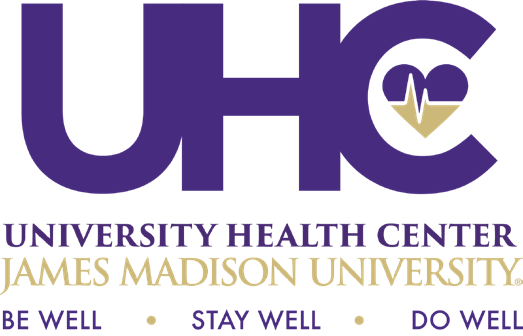 UHC
UNIVERSITY HEALTH CENTER
JAMES MADISON UNIVERSITY®
BE WELL • STAY WELL • DO WELL